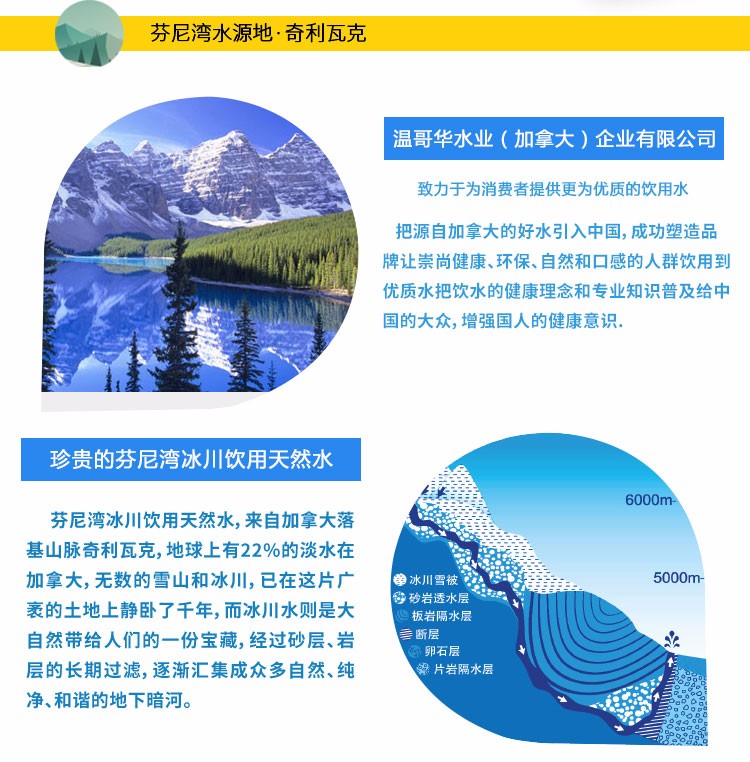 芬尼湾水源地·奇利瓦克
温哥华水业（加拿大）企业有限公司
致力于为消费者提供更为优质的饮用水
把源自加拿大的好水引入中国，成功塑造品
牌让崇尚健康、环保、自然和口感的人群饮用到
优质水把饮水的健康理念和专业知识普及给中
国的大众，增强国人的健康意识.
珍贵的芬尼湾冰川饮用天然水
芬尼湾冰川饮用天然水，来自加拿大落
基山脉奇利瓦克，地球上有22%的淡水在
加拿大，无数的雪山和冰川，已在这片广
袤的土地上静卧了千年，而冰川水则是大
自然带给人们的一份宝藏，经过砂层、岩
层的长期过滤，逐渐汇集成众多自然、纯
净、和谐的地下暗河。
6000m
5000m
冰川雪被
砂岩透水层
板岩隔水层
断层
卵石层
片岩隔水层